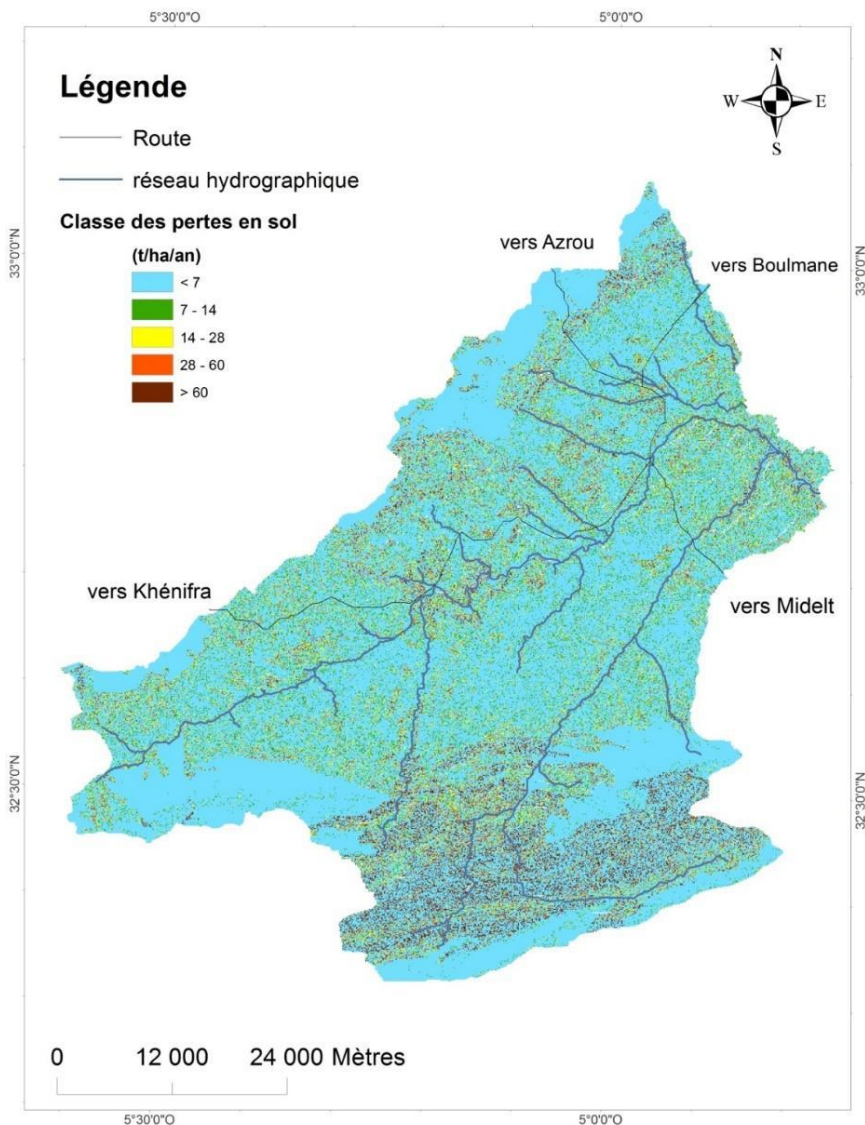 5°30'0"O
5°0'0"O
Légende
Route
réseau hydrographique
Classe des pertes en sol
(t/ha/an)
< 7
7 - 14
14 - 28
28 - 60
> 60
N
W
E
S
33°0'0"N
33°0'0"N
vers Azrou
vers Boulmane
vers Khénifra
vers Midelt
32°30'0"N
32°30'0"N
0
12 000
24 000 Mètres
5°30'0"O
5°0'0"O